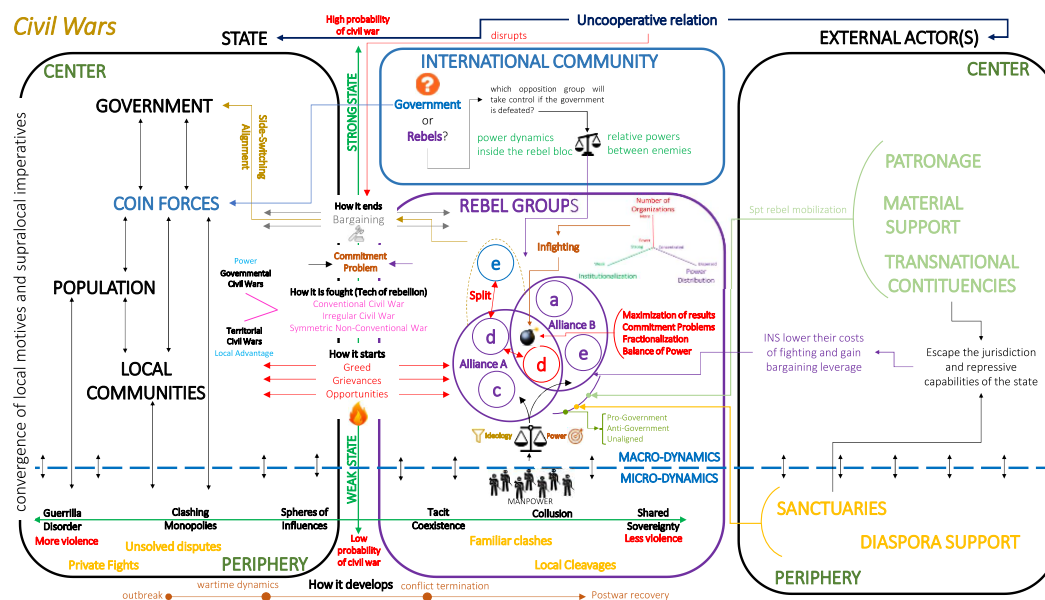 Civil Wars
STATE
High probability
of civil war
Uncooperative relation
disrupts
EXTERNAL ACTOR(S)
convergence of local motives and supralocal imperatives
CENTER
GOVERNMENT
Side-Switching
Alignment
COIN FORCES
POPULATION
LOCAL
COMMUNITIES
Power
Governmental
Civil Wars
Territorial
Civil Wars
Local Advantage
STRONG STATE
How it ends
Bargaining
Commitment
Problem
How it is fought (Tech of rebellion)
Conventional Civil War
Irregular Civil War
Symmetric Non-Conventional War
How it starts
Greed
Grievances
Opportunities
WEAK STATE
Low
probability
of civil war
INTERNATIONAL COMMUNITY
?
Government
or
Rebels?
which opposition group will
take control if the government
is defeated?
power dynamics
inside the rebel bloc
relative powers
between enemies
REBEL GROUPS
Number of
Organizations
More
Fewer
Strong
Weak
Institutionalization
Co-centration
Dispersed
Power
Distribution
Infighting
e
Split
a
Alliance B
d
e
d
Alliance A
c
Maximization of results
Commitment Problems
Fractionalization
Balance of Power
Pro-Government
Anti-Government
Unaligned
Ideology
Power
MANPOWER
MACRO-DYNAMICS
MICRO-DYNAMICS
CENTER
PATRONAGE
MATERIAL
SUPPORT
TRANSNATIONAL
CONTITUENCIES
Spt rebel mobilization
INS lower their costs
of fighting and gain
bargaining leverage
Escape the jurisdiction
and repressive
capabilities of the state
SANCTUARIES
DIASPORA SUPPORT
PERIPHERY
Guerrilla
Disorder
More violence
Clashing
Monopolies
Spheres of
Influences
Tacit
Coexistence
Collusion
Shared
Sovereignty
Less violence
Unsolved disputes
Private Fights
PERIPHERY
Familiar clashes
Local Cleavages
How it develops
outbreak
wartime dynamics
conflict termination
Postwar recovery